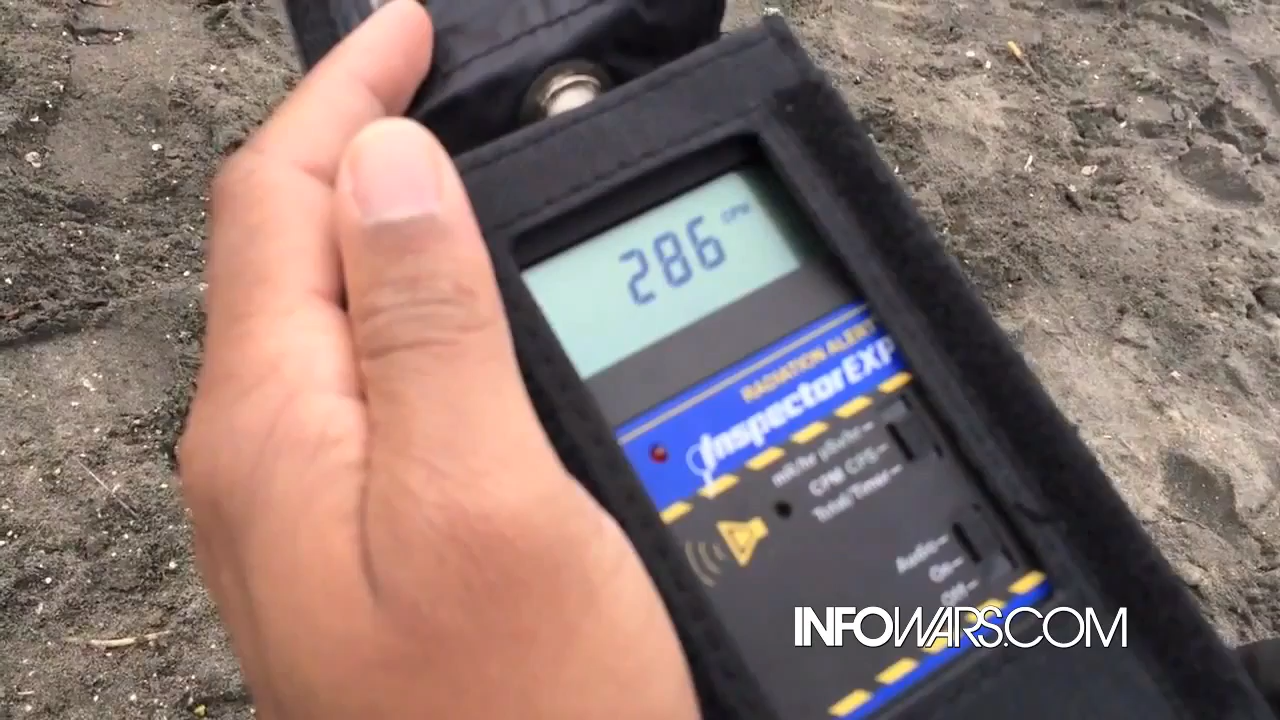 286 CPM
RADIATION ALERT
InspectorEXP
mR/hr µSv/hr
CPM CPS
Total/Timer
Audio
On
Off
INFOWARS.COM